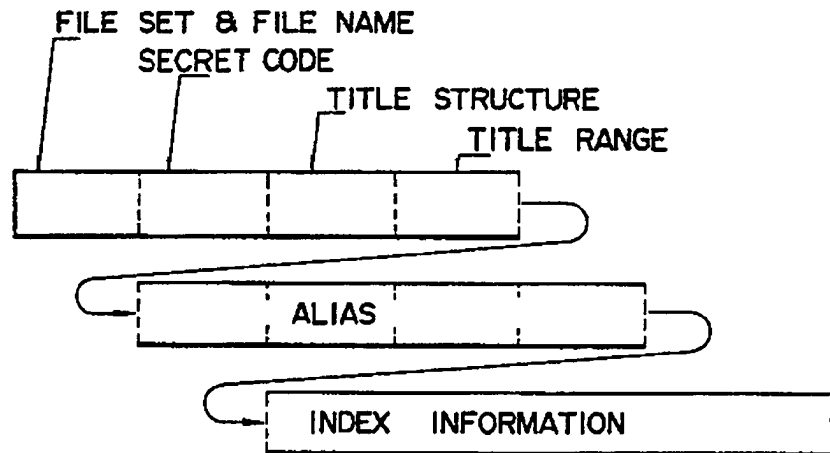 FILE SET & FILE NAME
SECRET CODE
TITLE STRUCTURE
TITLE RANGE
ALIAS
INDEX INFORMATION